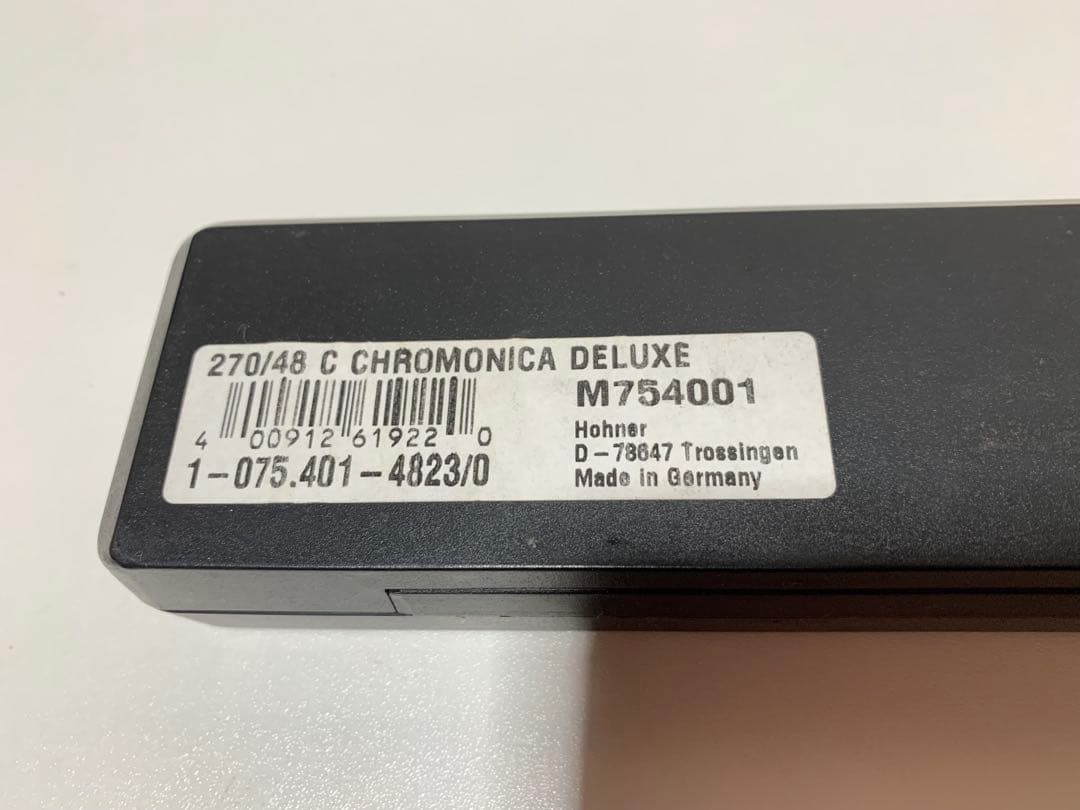 270/48 C CHROMONICA DELUXE
M754001
4 00912 61922 0
1-075.401-4823/0
Hohner
D-78647 Trossingen
Made in Germany